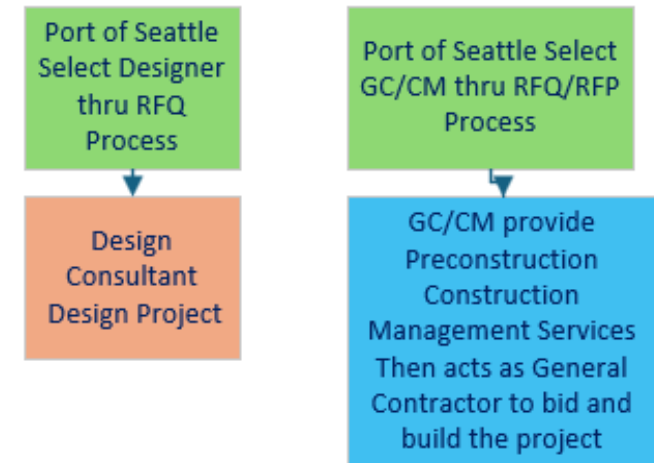 Port of Seattle
Select Designer
thru RFQ
Process
Port of Seattle Select
GC/CM thru RFQ/RFP
Process
Design
Consultant
Design Project
GC/CM provide
Preconstruction
Construction
Management Services
Then acts as General
Contractor to bid and
build the project